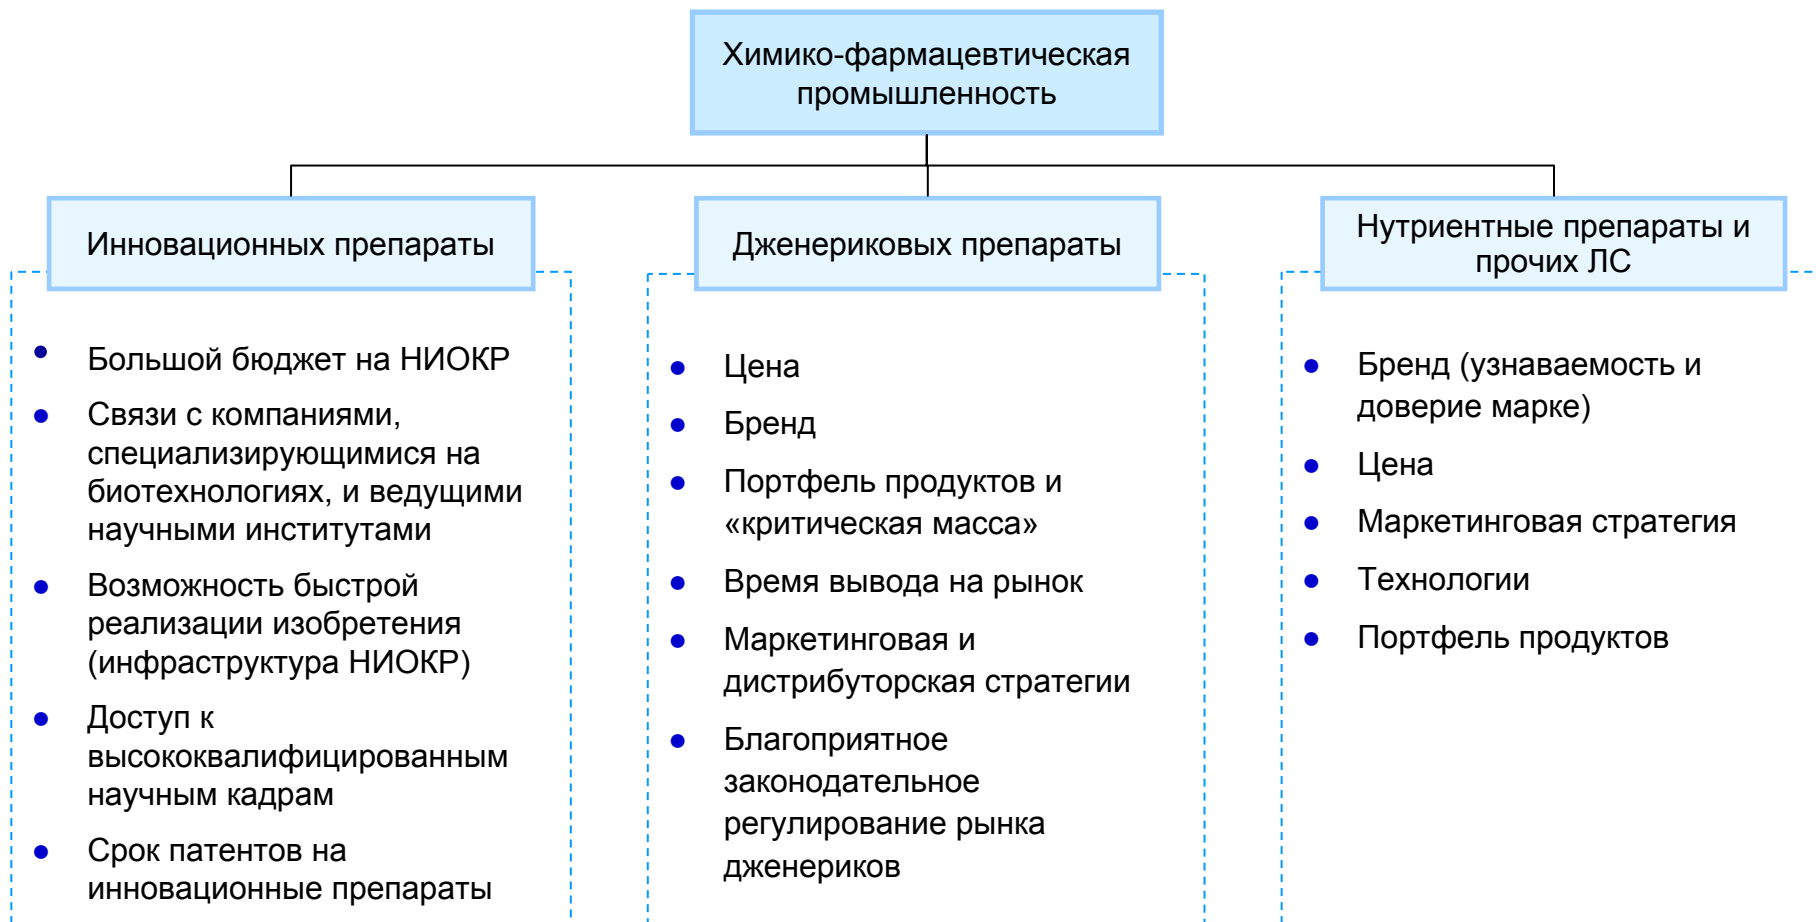 Химико-фармацевтическая
промышленность
Инновационных препараты
Большой бюджет на НИОКР
Связи с компаниями,
специализирующимися на
биотехнологиях, и ведущими
научными институтами
Возможность быстрой
реализации изобретения
(инфраструктура НИОКР)
Доступ к
высококвалифицированным
научным кадрам
Срок патентов на
инновационные препараты
Дженериковых препараты
Цена
Бренд
Портфель продуктов и
«критическая масса»
Время вывода на рынок
Маркетинговая и
дистрибуторская стратегии
Благоприятное
законодательное
регулирование рынка
дженериков
Нутриентные препараты и
прочих ЛС
Бренд (узнаваемость и
доверие марке)
Цена
Маркетинговая стратегия
Технологии
Портфель продуктов